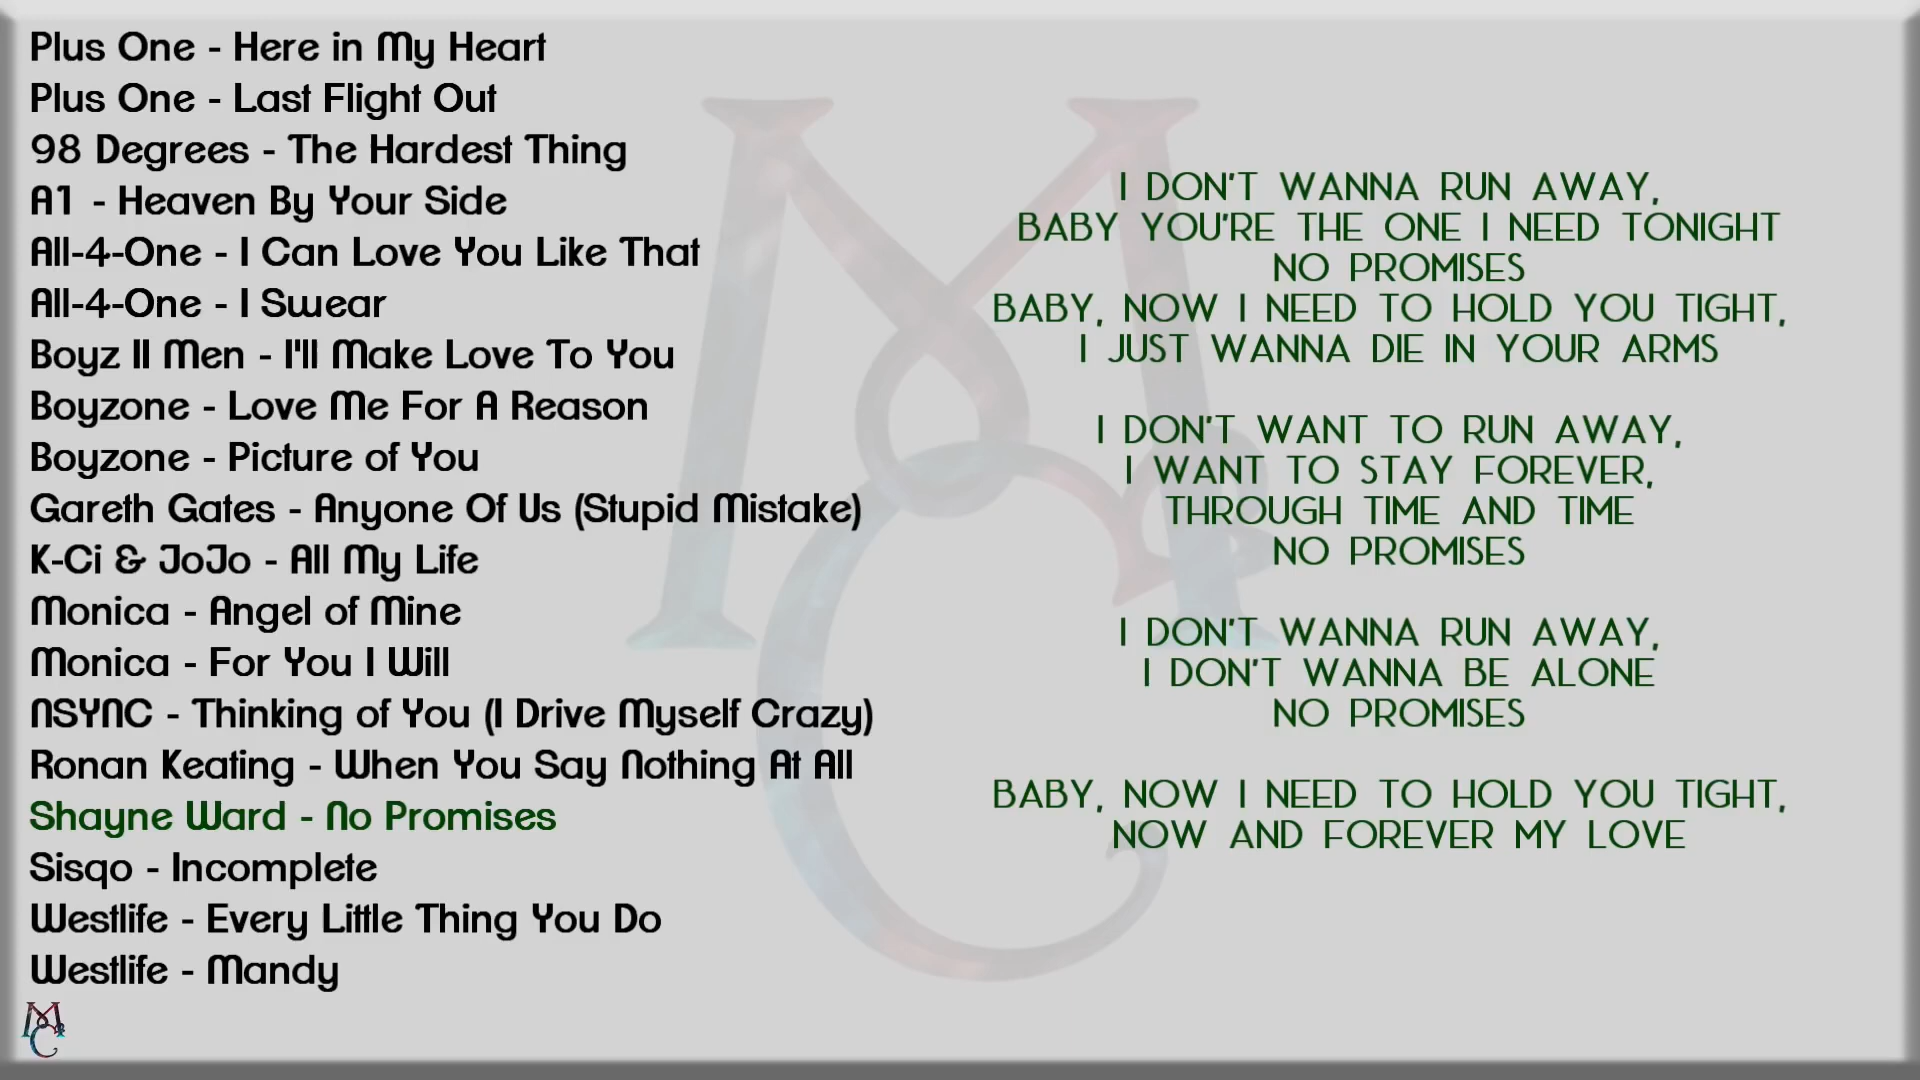 Plus One - Here in My Heart
Plus One - Last Flight Out
98 Degrees - The Hardest Thing
A1 - Heaven By Your Side
All-4-One - I Can Love You Like That
All-4-One - I Swear
Boyz II Men - I'll Make Love To You
Boyzone - Love Me For A Reason
Boyzone - Picture of You
Gareth Gates - Anyone Of Us (Stupid Mistake)
K-Ci & JoJo - All My Life
Monica - Angel of Mine
Monica - For You I Will
NSYNC - Thinking of You (I Drive Myself Crazy)
Ronan Keating - When You Say Nothing At All
Shayne Ward - No Promises
Sisqo - Incomplete
Westlife - Every Little Thing You Do
Westlife - Mandy
I DON'T WANNA RUN AWAY,
BABY YOU'RE THE ONE I NEED TONIGHT
NO PROMISES
BABY, NOW I NEED TO HOLD YOU TIGHT,
I JUST WANNA DIE IN YOUR ARMS
I DON'T WANT TO RUN AWAY,
I WANT TO STAY FOREVER,
THROUGH TIME AND TIME
NO PROMISES
I DON'T WANNA RUN AWAY,
I DON'T WANNA BE ALONE
NO PROMISES
BABY, NOW I NEED TO HOLD YOU TIGHT,
NOW AND FOREVER MY LOVE